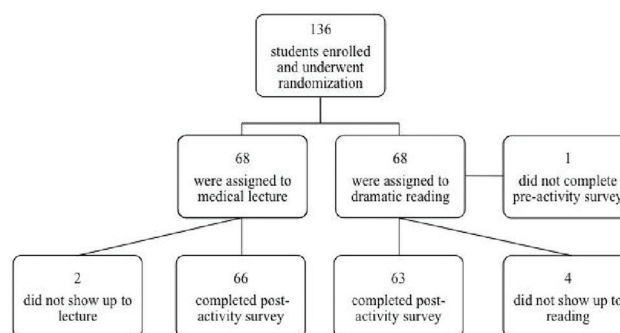 136
students enrolled
and underwent
randomization
68
were assigned to
medical lecture
68
were assigned to
dramatic reading
1
did not complete
pre-activity survey
2
did not show up to
lecture
66
completed post-
activity survey
63
completed post-
activity survey
4
did not show up to
reading